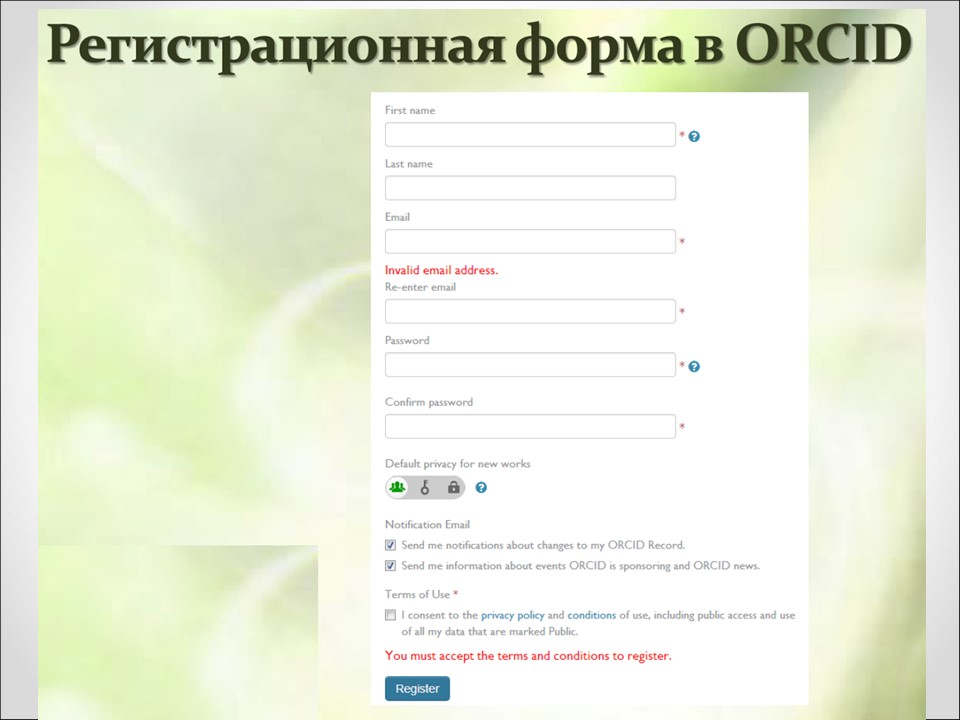 Регистрационная форма в ORCID
First name
* ?
Last name
Email
*
Invalid email address.
Re-enter email
*
Password
* ?
Confirm password
*
Default privacy for new works
?
Notification Email
Send me notifications about changes to my ORCID Record.
Send me information about events ORCID is sponsoring and ORCID news.
Terms of Use *
I consent to the privacy policy and conditions of use, including public access and use
of all my data that are marked Public.
You must accept the terms and conditions to register.
Register